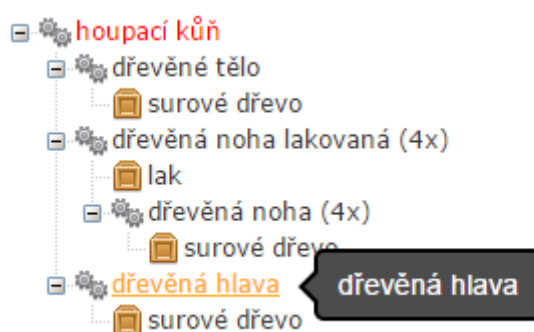 houpací kůň
dřevěné tělo
surové dřevo
dřevěná noha lakovaná (4x)
lak
dřevěná noha (4x)
surové dřevo
dřevěná hlava
dřevěná hlava
surové dřevo